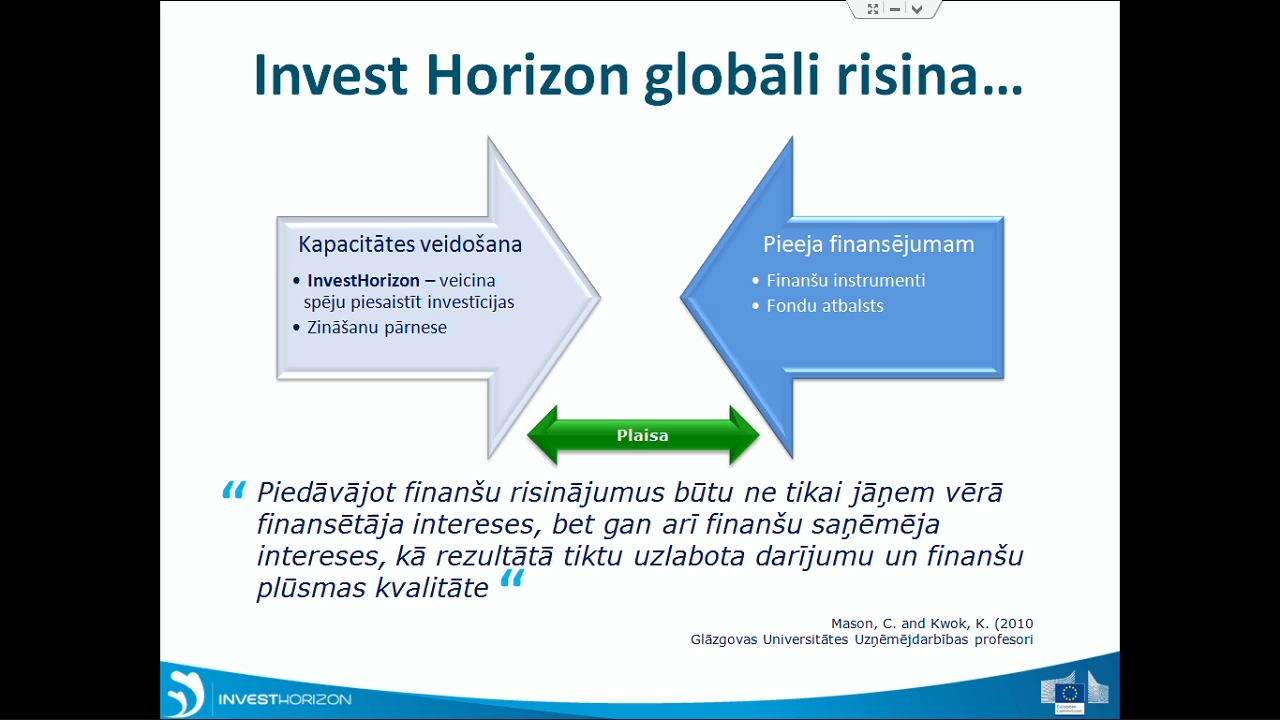 Invest Horizon globāli risina…
Kapacitātes veidošana
• InvestHorizon – veicina
spēju piesaistīt investīcijas
• Zināšanu pārnese
Pieeja finansējumam
• Finanšu instrumenti
• Fondu atbalsts
Plaisa
“ Piedāvājot finanšu risinājumus būtu ne tikai jāņem vērā
finansētāja intereses, bet gan arī finanšu saņēmēja
intereses, kā rezultātā tiktu uzlabota darījumu un finanšu
plūsmas kvalitāte “
Mason, C. and Kwok, K. (2010
Glāzgovas Universitātes Uzņēmējdarbības profesori
INVESTHORIZON
European
Commission